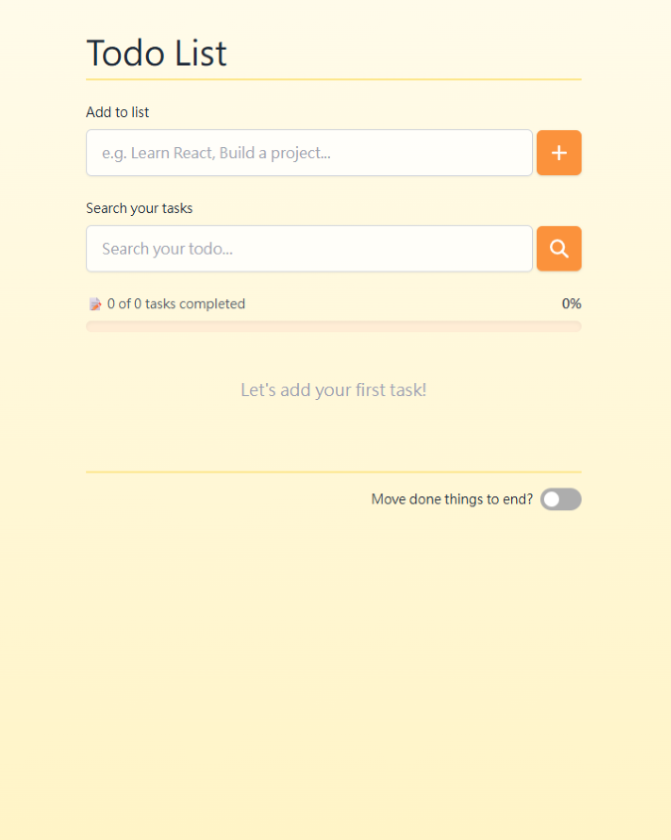 Todo List
Add to list
e.g. Learn React, Build a project...
Search your tasks
Search your todo...
0 of 0 tasks completed 0%
Let's add your first task!
Move done things to end?